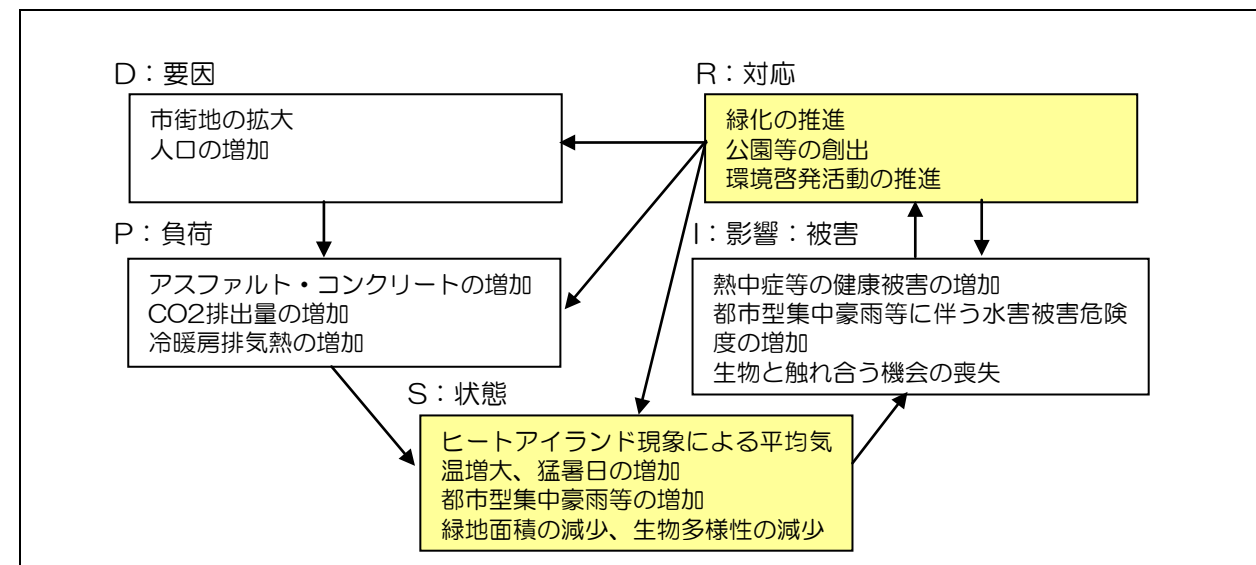 D：要因
市街地の拡大
人口の増加
R：対応
緑化の推進
公園等の創出
環境啓発活動の推進
P：負荷
アスファルト・コンクリートの増加
CO2排出量の増加
冷暖房排気熱の増加
I：影響：被害
熱中症等の健康被害の増加
都市型集中豪雨等に伴う水害被害危険
度の増加
生物と触れ合う機会の喪失
S：状態
ヒートアイランド現象による平均気
温増大、猛暑日の増加
都市型集中豪雨等の増加
緑地面積の減少、生物多様性の減少